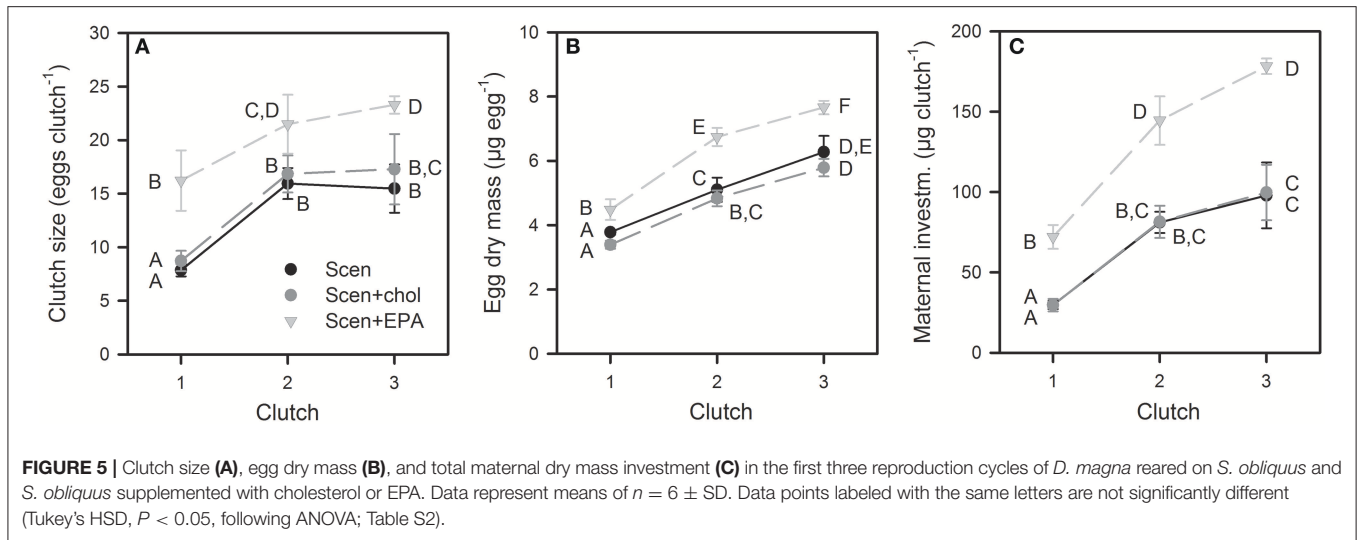 A
Clutch size (eggs clutch⁻¹)
30
25
20
15
10
5
0
B
C,D
D
A
A
B
B
B,C
B
Scen
Scen+chol
Scen+EPA
1 2 3
Clutch
B
Egg dry mass (µg egg⁻¹)
10
8
6
4
2
0
B
A
A
E
C
B,C
F
D,E
D
1 2 3
Clutch
C
Maternal investm. (µg clutch⁻¹)
200
150
100
50
0
B
A
A
D
B,C
B,C
D
C
C
1 2 3
Clutch
FIGURE 5 | Clutch size (A), egg dry mass (B), and total maternal dry mass investment (C) in the first three reproduction cycles of D. magna reared on S. obliquus and
S. obliquus supplemented with cholesterol or EPA. Data represent means of n = 6 ± SD. Data points labeled with the same letters are not significantly different
(Tukey's HSD, P < 0.05, following ANOVA; Table S2).